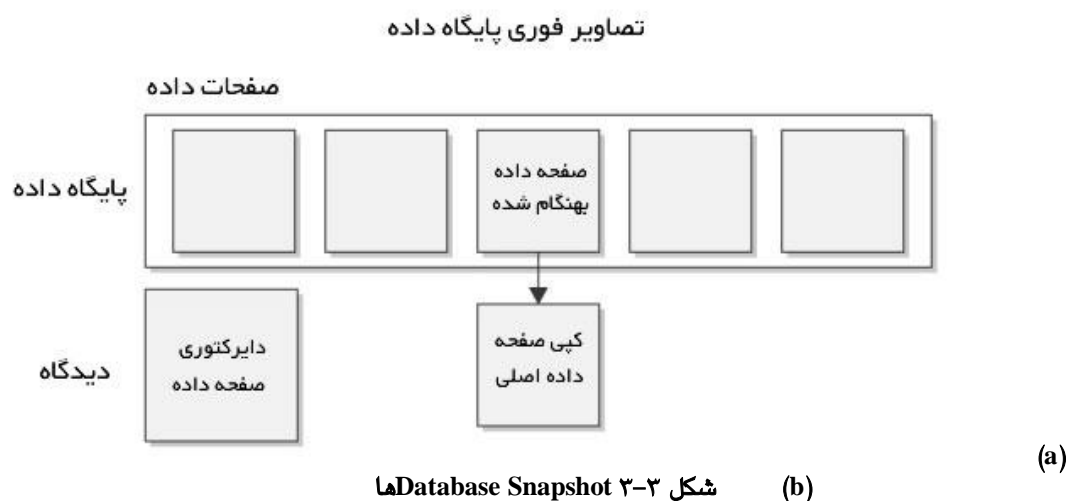 تصاویر فوری پایگاه داده
صفحات داده
پایگاه داده
صفحه داده
بهنگام شده
دیدگاه
دایرکتوری
صفحه داده
کپی صفحه
داده اصلی
(a)
(b) شکل ۳-۳ Database Snapshotها